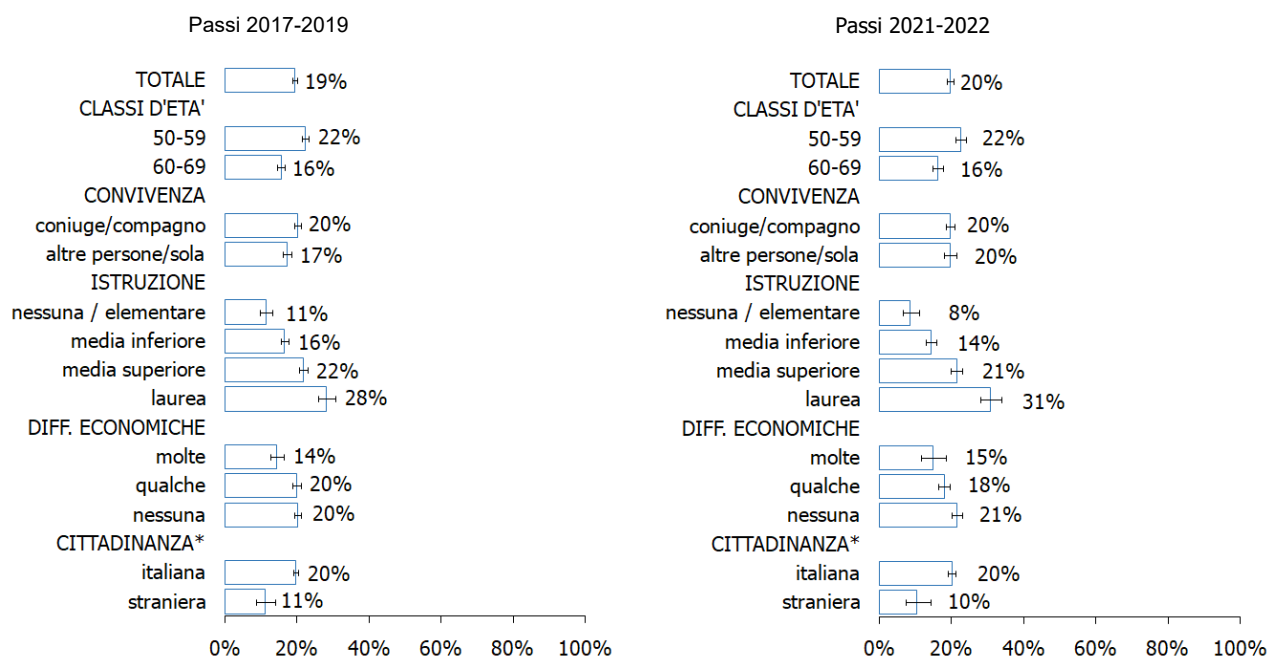 Passi 2017-2019
TOTALE 19%
CLASSI D'ETA'
50-59 22%
60-69 16%
CONVIVENZA
coniuge/compagno 20%
altre persone/sola 17%
ISTRUZIONE
nessuna / elementare 11%
media inferiore 16%
media superiore 22%
laurea 28%
DIFF. ECONOMICHE
molte 14%
qualche 20%
nessuna 20%
CITTADINANZA*
italiana 20%
straniera 11%
0% 20% 40% 60% 80% 100%
Passi 2021-2022
TOTALE 20%
CLASSI D'ETA'
50-59 22%
60-69 16%
CONVIVENZA
coniuge/compagno 20%
altre persone/sola 20%
ISTRUZIONE
nessuna / elementare 8%
media inferiore 14%
media superiore 21%
laurea 31%
DIFF. ECONOMICHE
molte 15%
qualche 18%
nessuna 21%
CITTADINANZA*
italiana 20%
straniera 10%
0% 20% 40% 60% 80% 100%